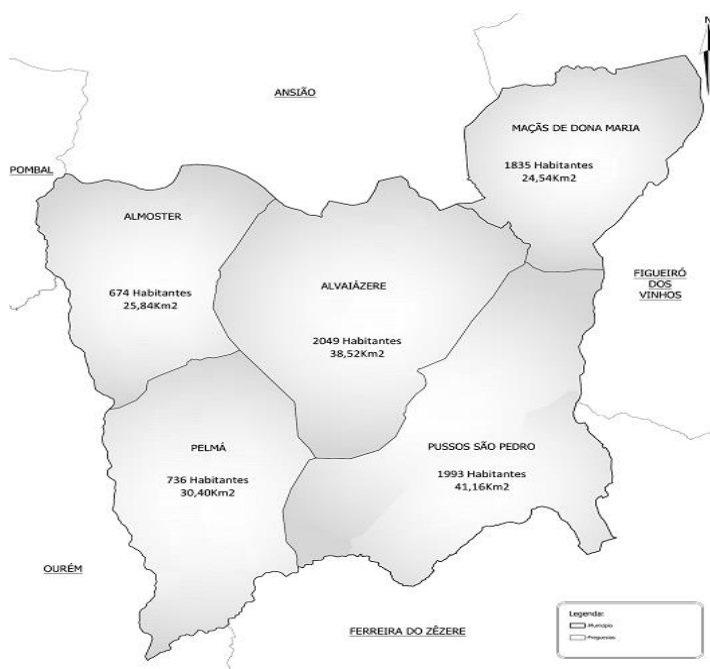 N
ANSIÃO
MAÇÃS DE DONA MARIA
1835 Habitantes
24,54Km2
POMBAL
ALMOSTER
674 Habitantes
25,84Km2
ALVAIÁZERE
2049 Habitantes
38,52Km2
FIGUEIRÓ
DOS
VINHOS
PELMÁ
736 Habitantes
30,40Km2
PUSSOS SÃO PEDRO
1993 Habitantes
41,16Km2
OURÉM
FERREIRA DO ZÊZERE
Legenda:
Município
Freguesias